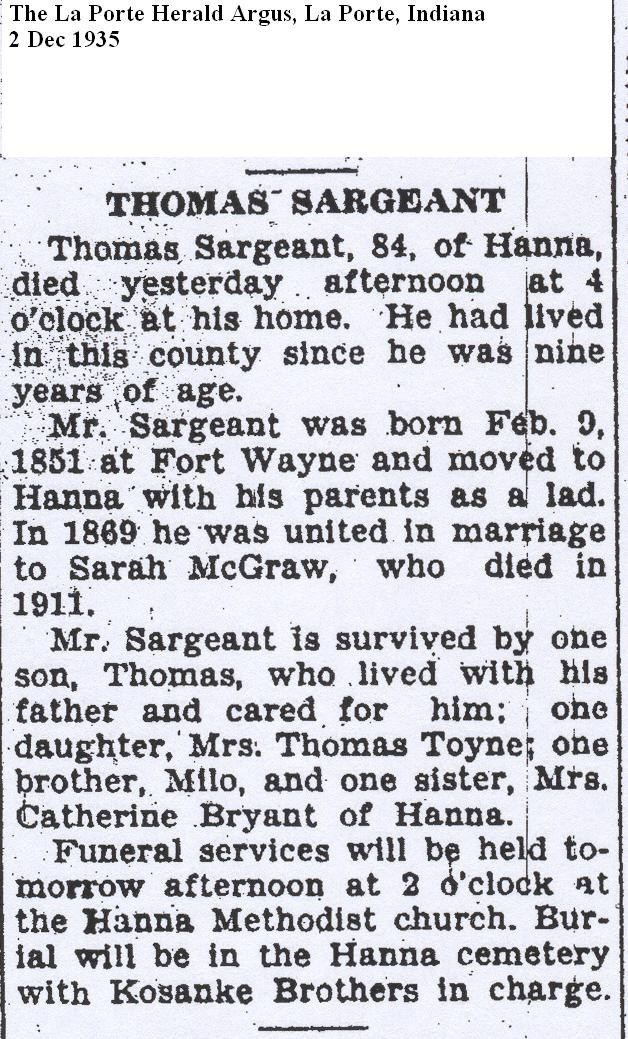 The La Porte Herald Argus, La Porte, Indiana
2 Dec 1935
THOMAS SARGEANT
Thomas Sargeant, 84, of Hanna,
died yesterday afternoon at 4
o'clock at his home. He had lived
in this county since he was nine
years of age.
Mr. Sargeant was born Feb. 9,
1851 at Fort Wayne and moved to
Hanna with his parents as a lad.
In 1869 he was united in marriage
to Sarah McGraw, who died in
1911.
Mr. Sargeant is survived by one
son, Thomas, who lived with his
father and cared for him; one
daughter, Mrs. Thomas Toyne; one
brother, Milo, and one sister, Mrs.
Catherine Bryant of Hanna.
Funeral services will be held to-
morrow afternoon at 2 o'clock at
the Hanna Methodist church. Bur-
ial will be in the Hanna cemetery
with Kosanke Brothers in charge.